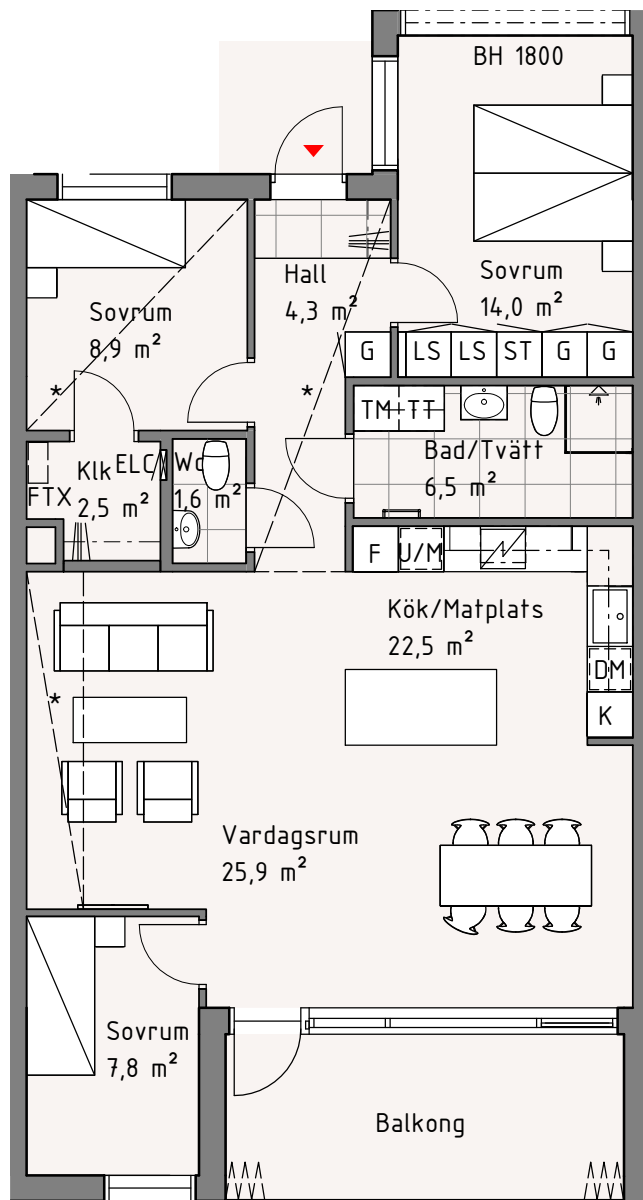 BH 1800
Hall
4,3 m²
Sovrum
14,0 m²
Sovrum
8,9 m²
*
*
G
LS LS ST G G
TM TT
Bad/Tvätt
6,5 m²
Klk
2,5 m²
ELC
FTX
Wc
1,6 m²
F U/M
Kök/Matplats
22,5 m²
DM
K
*
Vardagsrum
25,9 m²
Sovrum
7,8 m²
Balkong